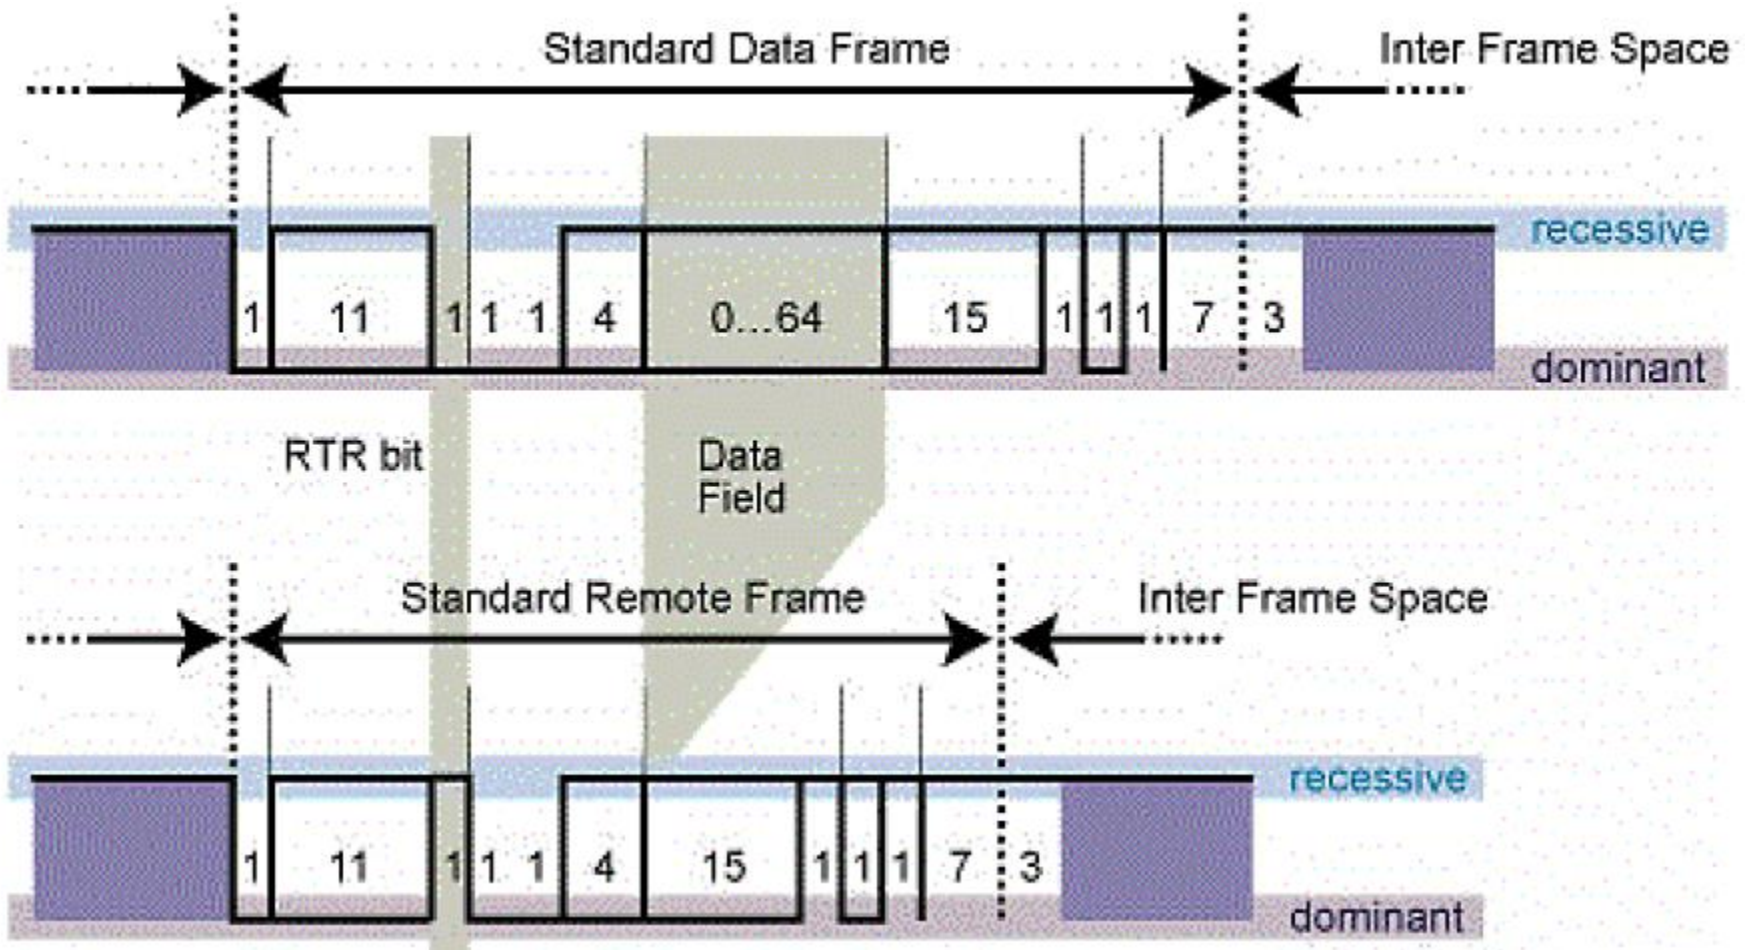 Standard Data Frame Inter Frame Space
recessive
1 11 1 1 1 4 0...64 15 1 1 1 7 3
dominant
RTR bit Data
Field
Standard Remote Frame Inter Frame Space
recessive
1 11 1 1 1 4 15 1 1 1 7 3
dominant